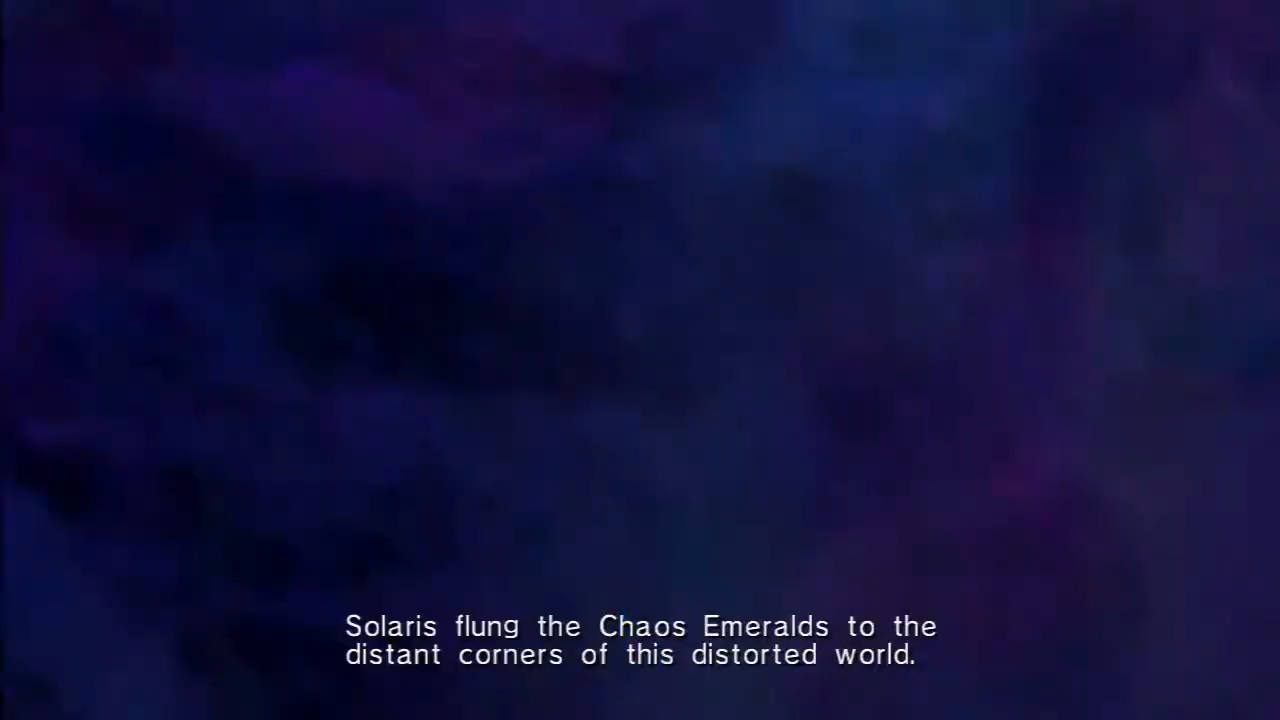 Solaris flung the Chaos Emeralds to the
distant corners of this distorted world.